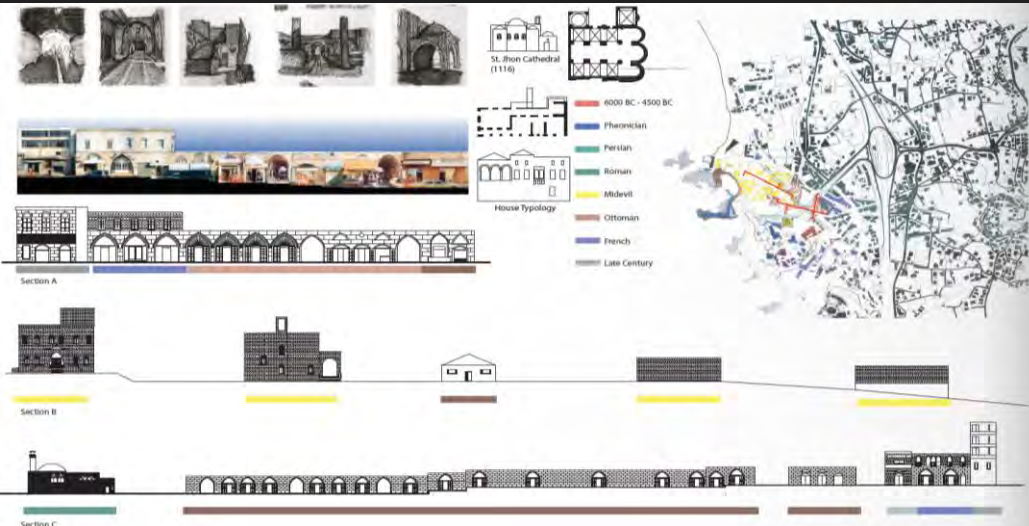 St. Jhon Cathedral
(1116)
6000 BC - 4500 BC
Phaonician
Persian
Roman
Midevil
House Typology
Ottoman
French
Late Century
Section A
Section B
Section C